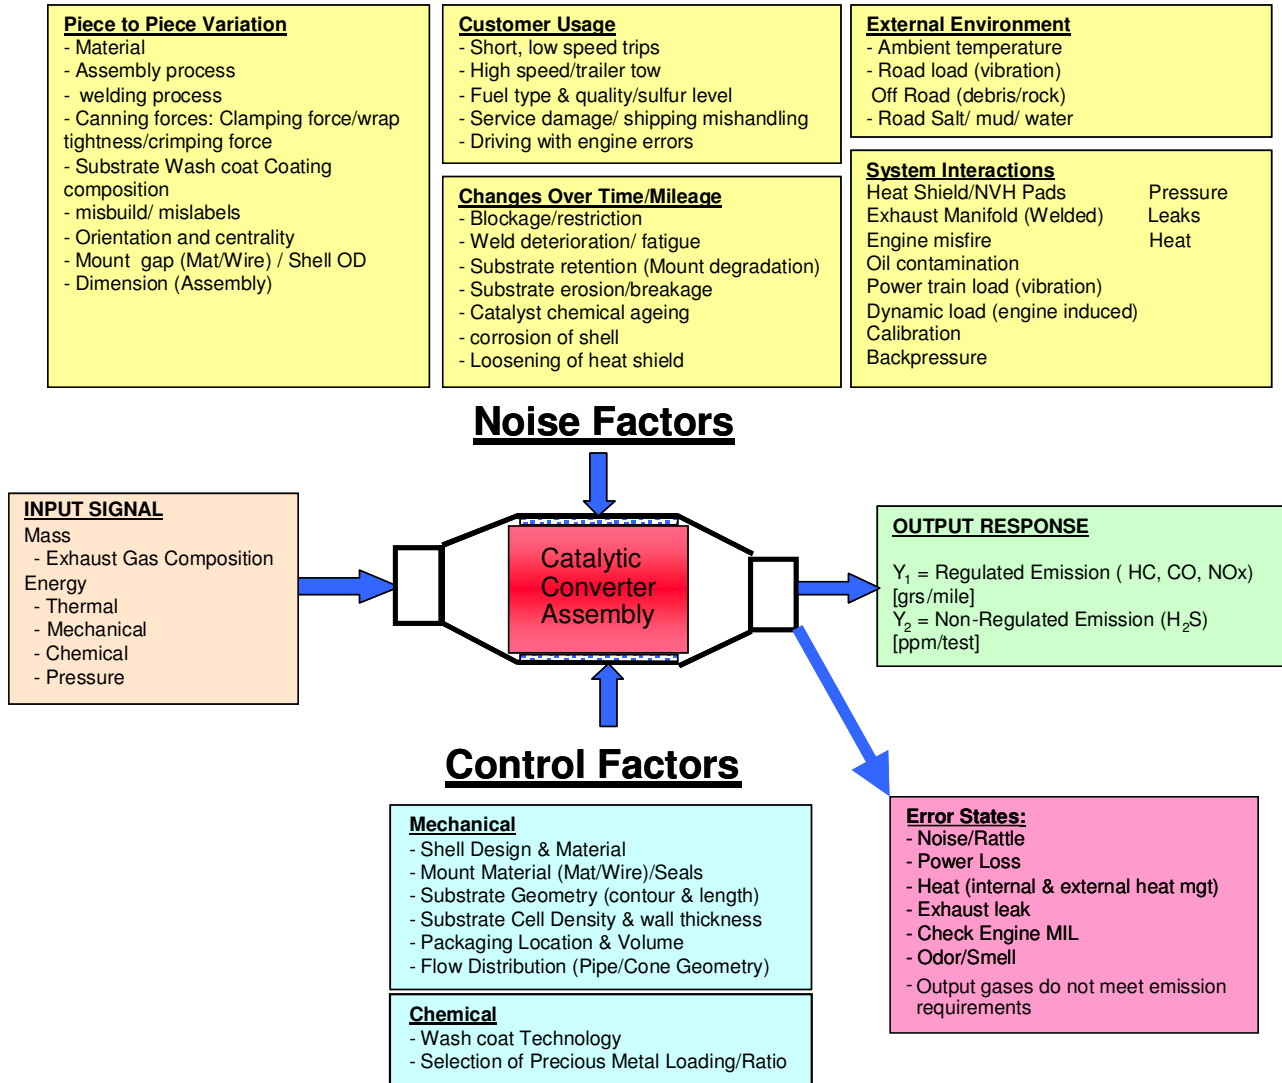 Piece to Piece Variation
- Material
- Assembly process
- welding process
- Canning forces: Clamping force/wrap
tightness/crimping force
- Substrate Wash coat Coating
composition
- misbuild/ mislabels
- Orientation and centrality
- Mount gap (Mat/Wire) / Shell OD
- Dimension (Assembly)
Customer Usage
- Short, low speed trips
- High speed/trailer tow
- Fuel type & quality/sulfur level
- Service damage/ shipping mishandling
- Driving with engine errors
Changes Over Time/Mileage
- Blockage/restriction
- Weld deterioration/ fatigue
- Substrate retention (Mount degradation)
- Substrate erosion/breakage
- Catalyst chemical ageing
- corrosion of shell
- Loosening of heat shield
External Environment
- Ambient temperature
- Road load (vibration)
Off Road (debris/rock)
- Road Salt/ mud/ water
System Interactions
Heat Shield/NVH Pads
Exhaust Manifold (Welded)
Engine misfire
Oil contamination
Power train load (vibration)
Dynamic load (engine induced)
Calibration
Backpressure
Pressure
Leaks
Heat
Noise Factors
INPUT SIGNAL
Mass
- Exhaust Gas Composition
Energy
- Thermal
- Mechanical
- Chemical
- Pressure
Catalytic
Converter
Assembly
OUTPUT RESPONSE
Y1 = Regulated Emission ( HC, CO, NOx)
[grs/mile]
Y2 = Non-Regulated Emission (H2S)
[ppm/test]
Control Factors
Mechanical
- Shell Design & Material
- Mount Material (Mat/Wire)/Seals
- Substrate Geometry (contour & length)
- Substrate Cell Density & wall thickness
- Packaging Location & Volume
- Flow Distribution (Pipe/Cone Geometry)
Chemical
- Wash coat Technology
- Selection of Precious Metal Loading/Ratio
Error States:
- Noise/Rattle
- Power Loss
- Heat (internal & external heat mgt)
- Exhaust leak
- Check Engine MIL
- Odor/Smell
- Output gases do not meet emission
requirements